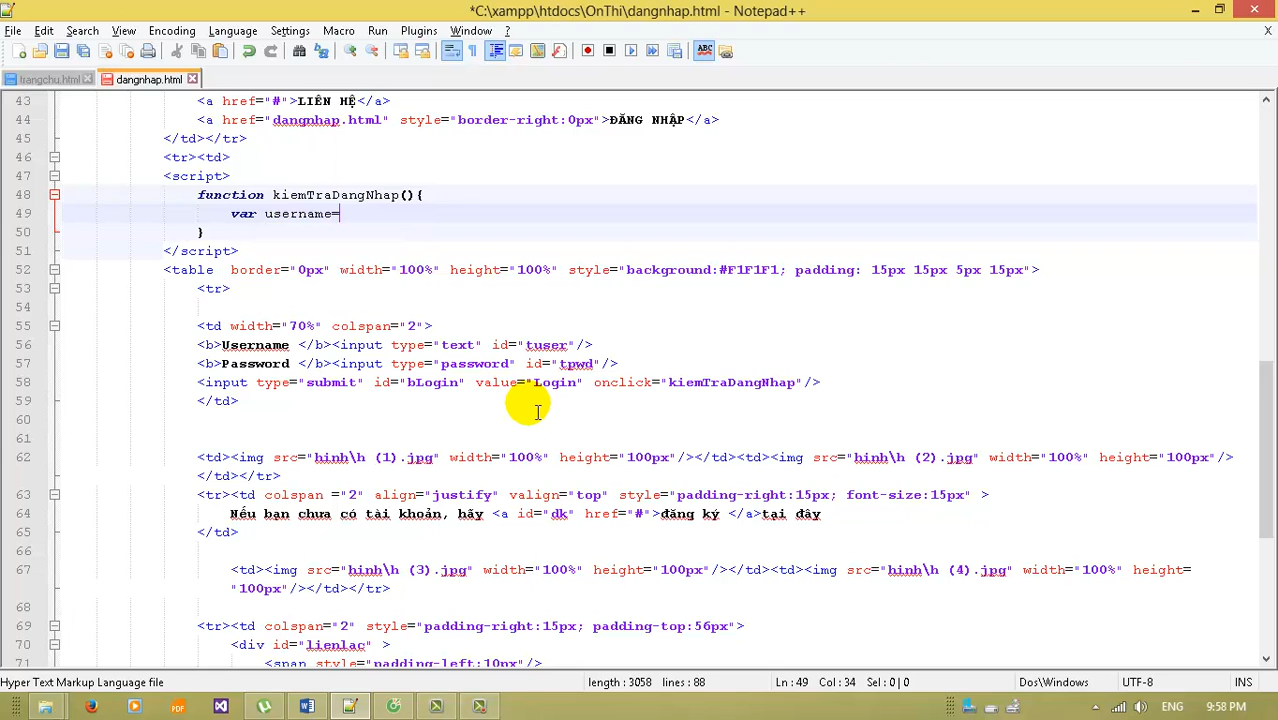 *C:\xampp\htdocs\OnThi\dangnhap.html - Notepad++
File Edit Search View Encoding Language Settings Macro Run Plugins Window ? X
trangchu.html dangnhap.html
43 <a href="#">LIÊN HỆ</a>
44 <a href="dangnhap.html" style="border-right:0px">ĐĂNG NHẬP</a>
45 </td></tr>
46 <tr><td>
47 <script>
48 function kiemTraDangNhap(){
49 var username=
50 }
51 </script>
52 <table  border="0px" width="100%" height="100%" style="background:#F1F1F1; padding: 15px 15px 5px 15px">
53 <tr>
54
55 <td width="70%" colspan="2">
56 <b>Username </b><input type="text" id="tuser"/>
57 <b>Password </b><input type="password" id="tpwd"/>
58 <input type="submit" id="bLogin" value="Login" onclick="kiemTraDangNhap"/>
59 </td>
60
61
62 <td><img src="hinh\h (1).jpg" width="100%" height="100px"/></td><td><img src="hinh\h (2).jpg" width="100%" height="100px"/>
</td></tr>
63 <tr><td colspan ="2" align="justify" valign="top" style="padding-right:15px; font-size:15px" >
64 Nếu bạn chưa có tài khoản, hãy <a id="dk" href="#">đăng ký </a>tại đây
65 </td>
66
67 <td><img src="hinh\h (3).jpg" width="100%" height="100px"/></td><td><img src="hinh\h (4).jpg" width="100%" height=
"100px"/></td></tr>
68
69 <tr><td colspan="2" style="padding-right:15px; padding-top:56px">
70 <div id="lienlac" >
71 <span style="padding-left:10px"/>
Hyper Text Markup Language file length : 3058 lines : 88 Ln : 49 Col : 34 Sel : 0 | 0 Dos\Windows UTF-8 INS
ENG 9:58 PM